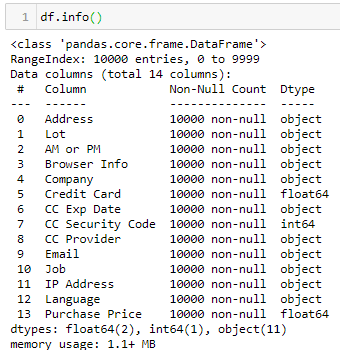 1 df.info()
<class 'pandas.core.frame.DataFrame'>
RangeIndex: 10000 entries, 0 to 9999
Data columns (total 14 columns):
 #   Column            Non-Null Count  Dtype
---  ------            --------------  -----
 0   Address           10000 non-null  object
 1   Lot               10000 non-null  object
 2   AM or PM          10000 non-null  object
 3   Browser Info      10000 non-null  object
 4   Company           10000 non-null  object
 5   Credit Card       10000 non-null  float64
 6   CC Exp Date       10000 non-null  object
 7   CC Security Code  10000 non-null  int64
 8   CC Provider       10000 non-null  object
 9   Email             10000 non-null  object
 10  Job               10000 non-null  object
 11  IP Address        10000 non-null  object
 12  Language          10000 non-null  object
 13  Purchase Price    10000 non-null  float64
dtypes: float64(2), int64(1), object(11)
memory usage: 1.1+ MB